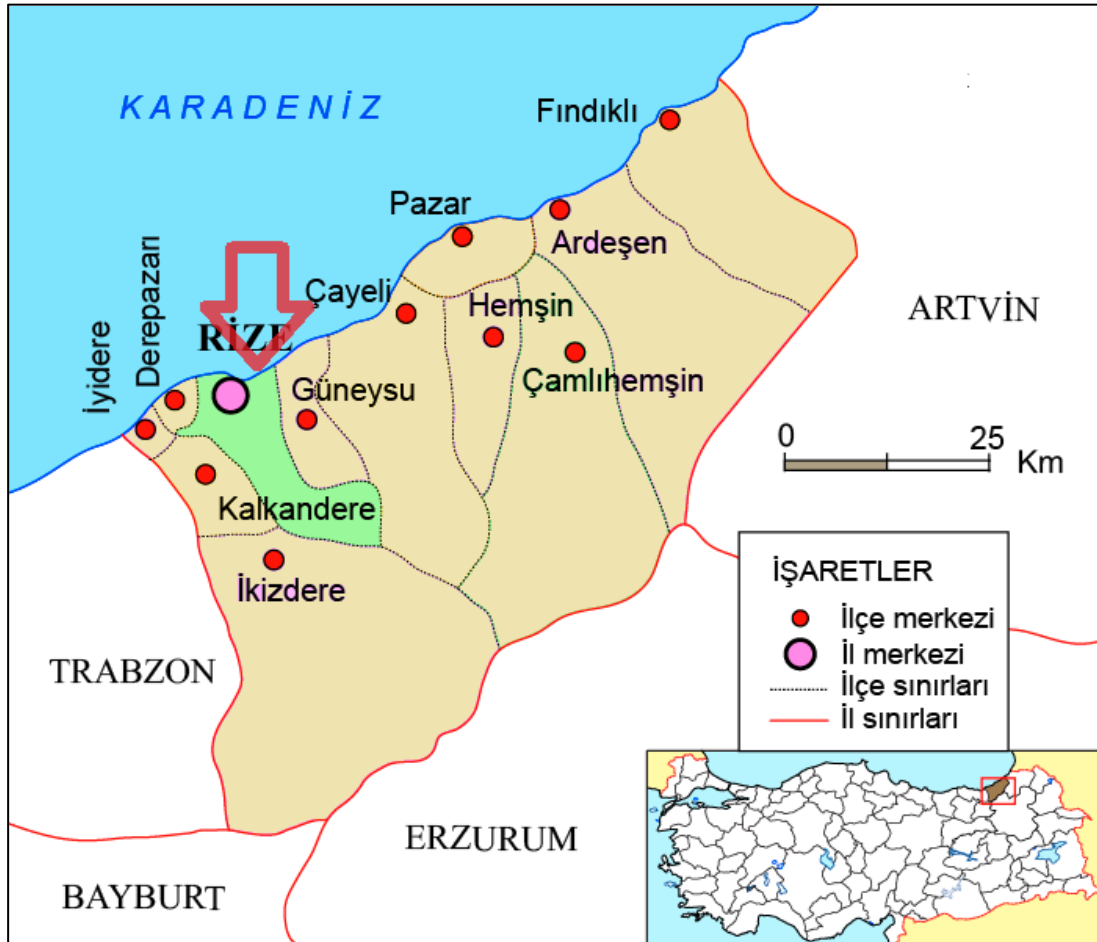 KARADENİZ
Fındıklı
Pazar
Ardeşen
Derepazarı
İyidere
Çayeli
RİZE
Hemşin
Çamlıhemşin
Güneysu
Kalkandere
İkizdere
ARTVİN
0 25 Km
TRABZON
BAYBURT
ERZURUM
İŞARETLER
İlçe merkezi
İl merkezi
İlçe sınırları
İl sınırları